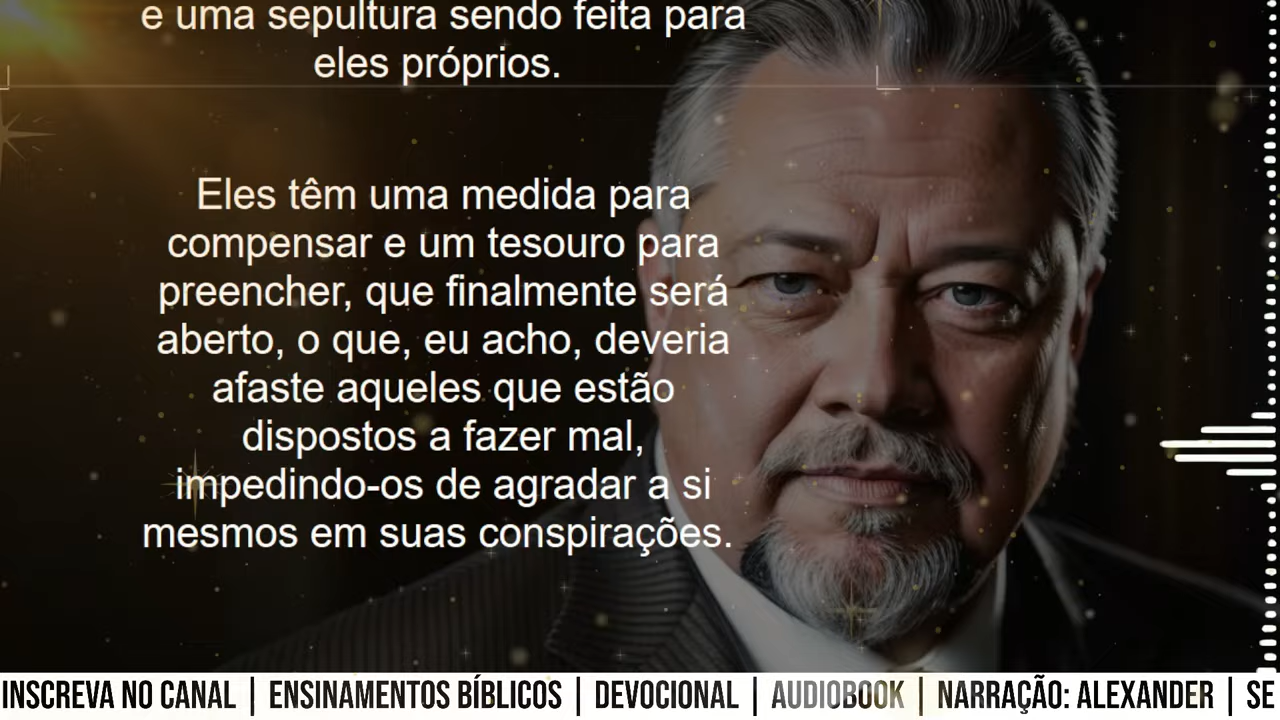 e uma sepultura sendo feita para
eles próprios.
Eles têm uma medida para
compensar e um tesouro para
preencher, que finalmente será
aberto, o que, eu acho, deveria
afaste aqueles que estão
dispostos a fazer mal,
impedindo-os de agradar a si
mesmos em suas conspirações.
INSCREVA NO CANAL | ENSINAMENTOS BÍBLICOS | DEVOCIONAL | AUDIOBOOK | NARRAÇÃO: ALEXANDER | SE